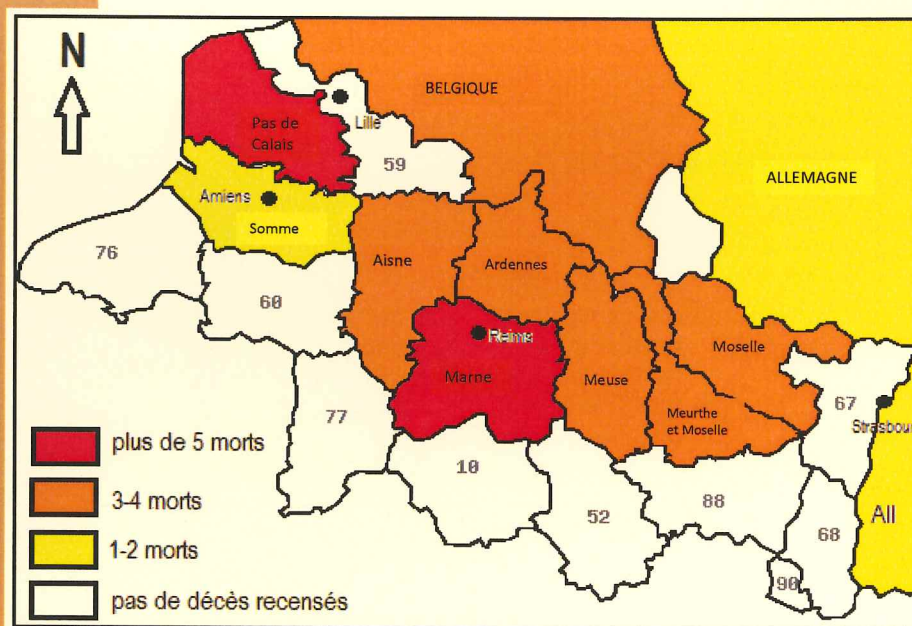 N
BELGIQUE
Pas de
Calais
Lille
59
ALLEMAGNE
Amiens
Somme
76
Aisne
Ardennes
60
Reims
Moselle
Marne
Meuse
Meurthe
et Moselle
67
Strasbour
77
10
52
88
68
All
90
plus de 5 morts
3-4 morts
1-2 morts
pas de décès recensés